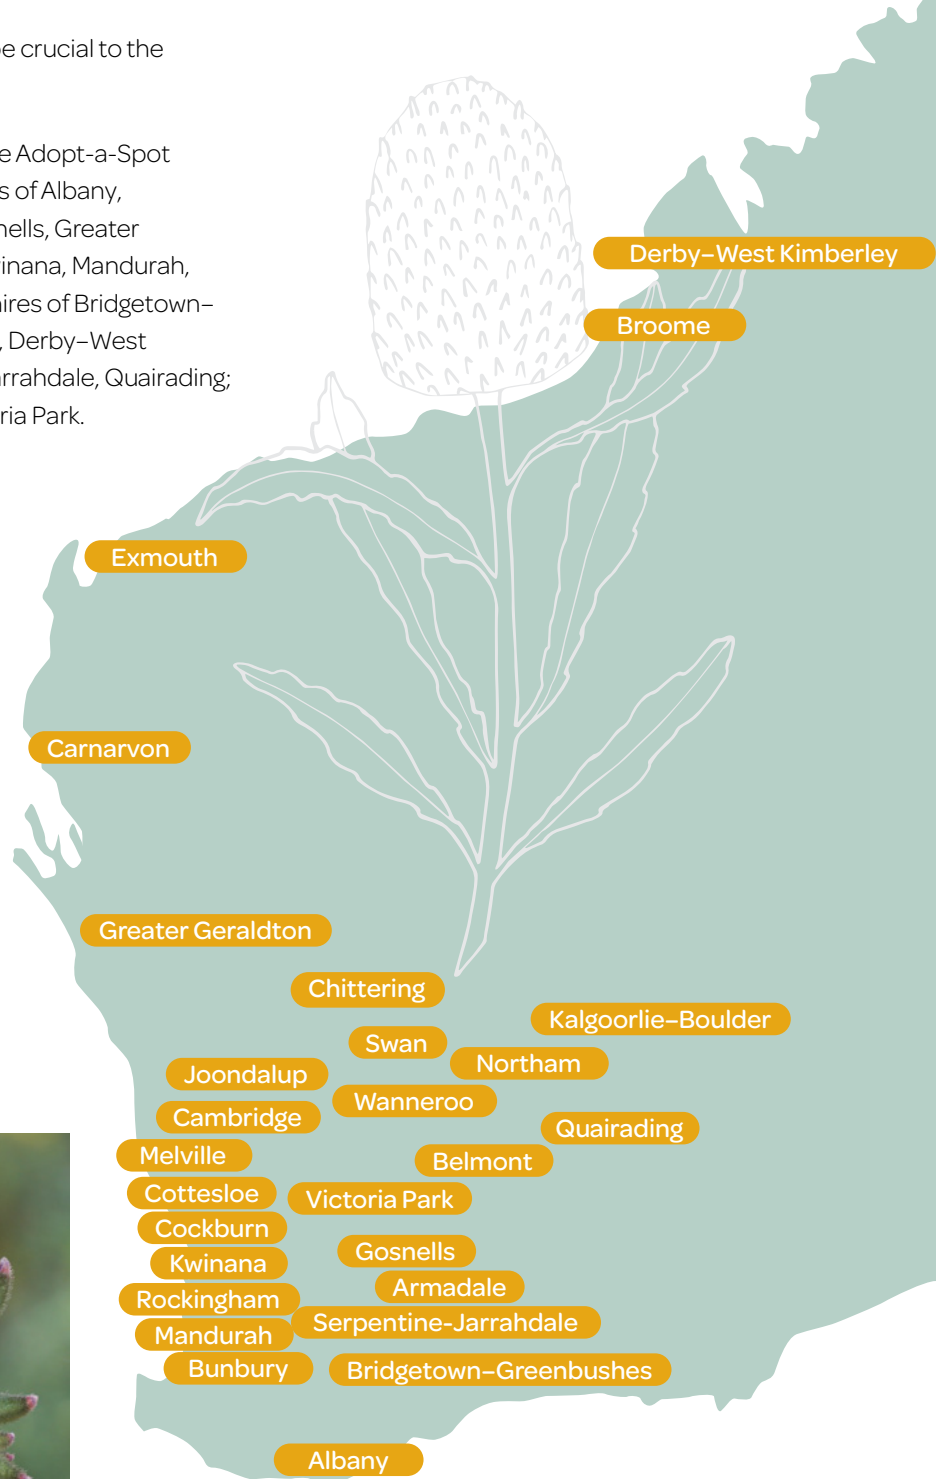 e crucial to the
e Adopt-a-Spot
s of Albany,
nells, Greater
inana, Mandurah,
ires of Bridgetown–
, Derby–West
arrahdale, Quairading;
ria Park.
Derby–West Kimberley
Broome
Exmouth
Carnarvon
Greater Geraldton
Chittering
Kalgoorlie–Boulder
Swan
Northam
Joondalup
Wanneroo
Cambridge
Quairading
Melville
Belmont
Cottesloe
Victoria Park
Cockburn
Gosnells
Kwinana
Armadale
Rockingham
Serpentine-Jarrahdale
Mandurah
Bunbury
Bridgetown–Greenbushes
Albany